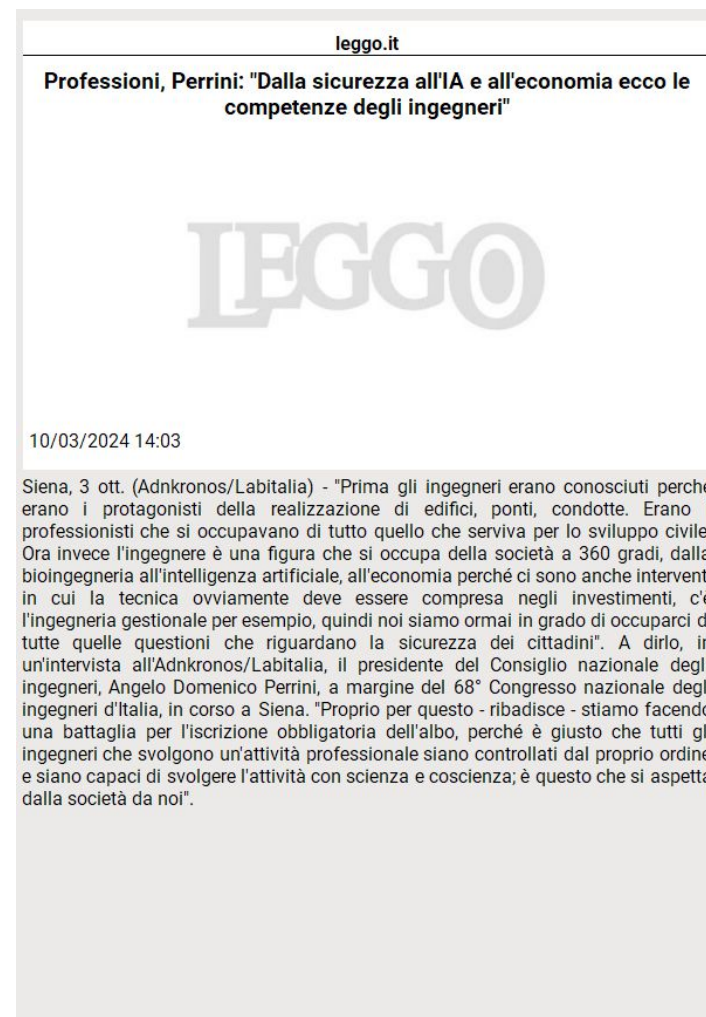 leggo.it
Professioni, Perrini: "Dalla sicurezza all'IA e all'economia ecco le
competenze degli ingegneri"
LEGGO
10/03/2024 14:03
Siena, 3 ott. (Adnkronos/Labitalia) - "Prima gli ingegneri erano conosciuti perché
erano i protagonisti della realizzazione di edifici, ponti, condotte. Erano
professionisti che si occupavano di tutto quello che serviva per lo sviluppo civile
Ora invece l'ingegnere è una figura che si occupa della società a 360 gradi, dalla
bioingegneria all'intelligenza artificiale, all'economia perché ci sono anche intervent
in cui la tecnica ovviamente deve essere compresa negli investimenti, c'è
l'ingegneria gestionale per esempio, quindi noi siamo ormai in grado di occuparci d
tutte quelle questioni che riguardano la sicurezza dei cittadini". A dirlo, in
un'intervista all'Adnkronos/Labitalia, il presidente del Consiglio nazionale degl
ingegneri, Angelo Domenico Perrini, a margine del 68° Congresso nazionale degl
ingegneri d'Italia, in corso a Siena. "Proprio per questo - ribadisce - stiamo facendo
una battaglia per l'iscrizione obbligatoria dell'albo, perché è giusto che tutti gl
ingegneri che svolgono un'attività professionale siano controllati dal proprio ordine
e siano capaci di svolgere l'attività con scienza e coscienza; è questo che si aspetta
dalla società da noi".